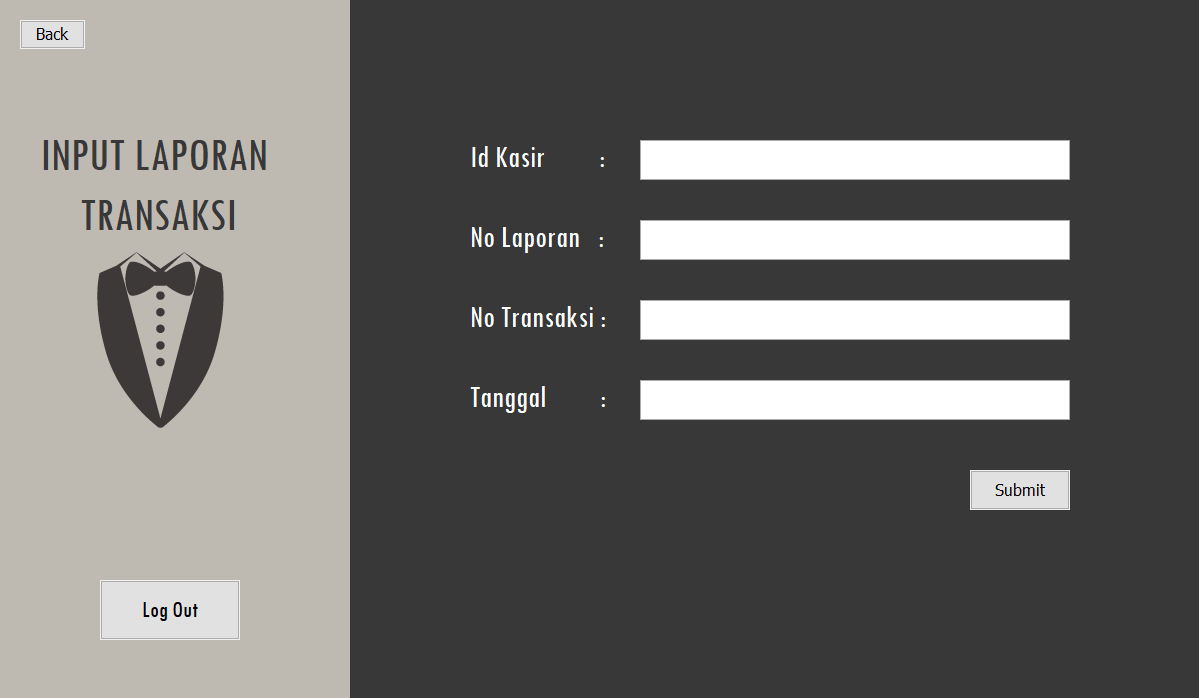 Back
INPUT LAPORAN
TRANSAKSI
Id Kasir :
No Laporan :
No Transaksi :
Tanggal :
Submit
Log Out